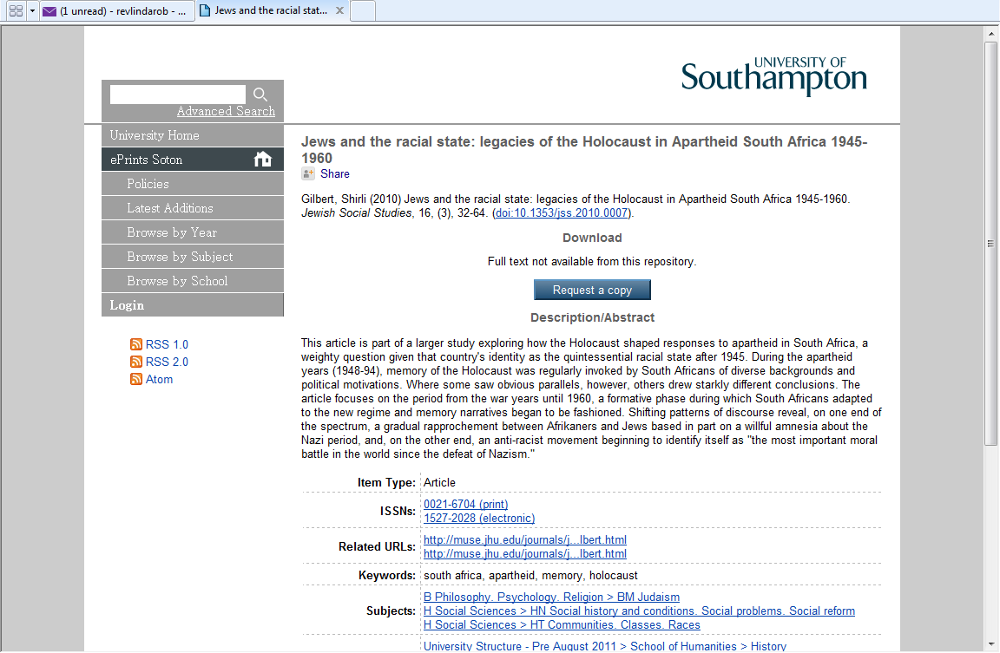 (1 unread) - revlindarob - ...
Jews and the racial stat...
UNIVERSITY OF
Southampton
Advanced Search
University Home
ePrints Soton
Policies
Latest Additions
Browse by Year
Browse by Subject
Browse by School
Login
RSS 1.0
RSS 2.0
Atom
Jews and the racial state: legacies of the Holocaust in Apartheid South Africa 1945-
1960
Share
Gilbert, Shirli (2010) Jews and the racial state: legacies of the Holocaust in Apartheid South Africa 1945-1960.
Jewish Social Studies, 16, (3), 32-64. (doi:10.1353/jss.2010.0007).
Download
Full text not available from this repository.
Request a copy
Description/Abstract
This article is part of a larger study exploring how the Holocaust shaped responses to apartheid in South Africa, a
weighty question given that country's identity as the quintessential racial state after 1945. During the apartheid
years (1948-94), memory of the Holocaust was regularly invoked by South Africans of diverse backgrounds and
political motivations. Where some saw obvious parallels, however, others drew starkly different conclusions. The
article focuses on the period from the war years until 1960, a formative phase during which South Africans adapted
to the new regime and memory narratives began to be fashioned. Shifting patterns of discourse reveal, on one end of
the spectrum, a gradual rapprochement between Afrikaners and Jews based in part on a willful amnesia about the
Nazi period, and, on the other end, an anti-racist movement beginning to identify itself as "the most important moral
battle in the world since the defeat of Nazism."
Item Type: Article
ISSNs: 0021-6704 (print)
1527-2028 (electronic)
Related URLs: http://muse.jhu.edu/journals/j...lbert.html
http://muse.jhu.edu/journals/j...lbert.html
Keywords: south africa, apartheid, memory, holocaust
Subjects: B Philosophy. Psychology. Religion > BM Judaism
H Social Sciences > HN Social history and conditions. Social problems. Social reform
H Social Sciences > HT Communities. Classes. Races
University Structure - Pre August 2011 > School of Humanities > History